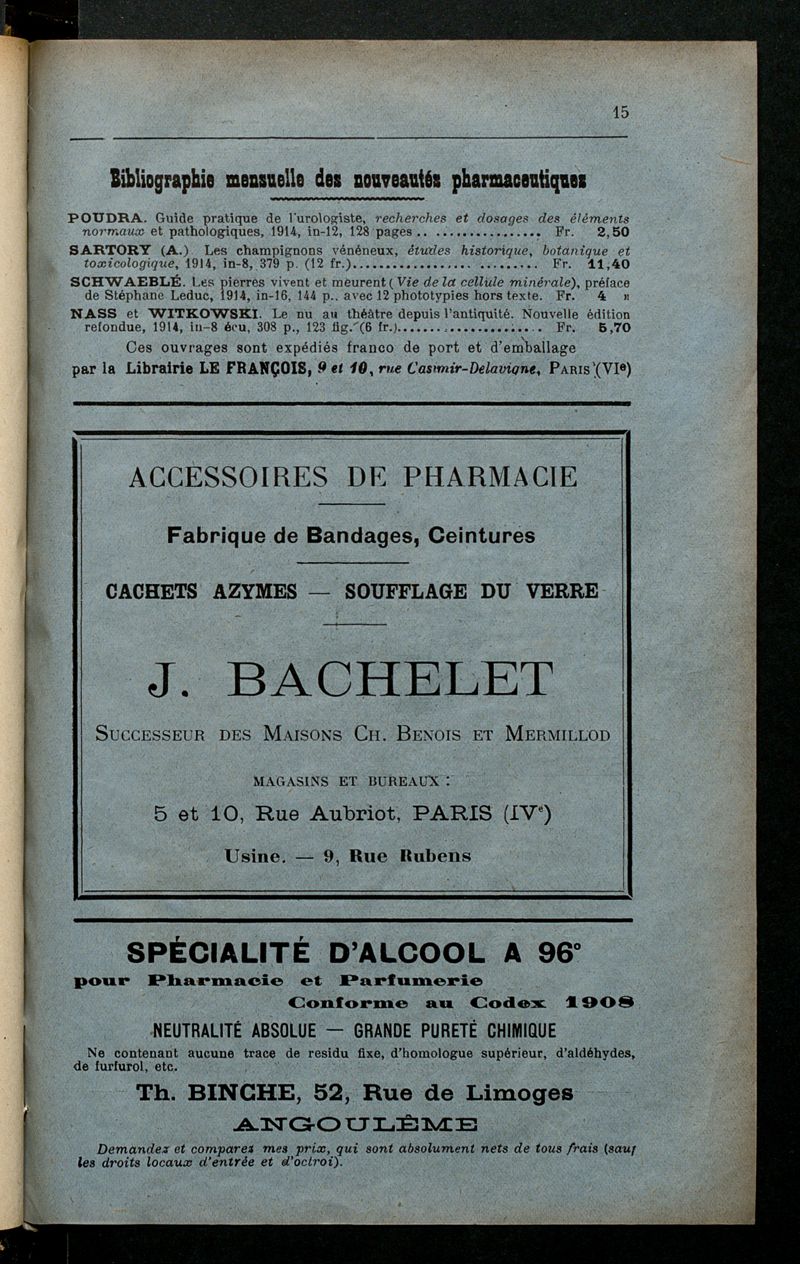 15
Bibliographie mensuelle des nouveautés pharmaceutiques
POUDRA. Guide pratique de l'urologiste, recherches et dosages des éléments
normaux et pathologiques, 1914, in-12, 128 pages .. ................ Fr. 2,50
SARTORY (A.) Les champignons vénéneux, études historique, botanique et
toxicologique, 1914, in-8, 379 p. (12 fr.)..................... .......... Fr. 11,40
SCHWAEBLÉ. Les pierres vivent et meurent (Vie de la cellule minérale), préface
de Stéphane Leduc, 1914, in-16, 144 p.. avec 12 phototypies hors texte. Fr. 4 »
NASS et WITKOWSKI. Le nu au théâtre depuis l'antiquité. Nouvelle édition
refondue, 1914, in-8 écu, 308 p., 123 fig. (6 fr.)........................ Fr. 5,70
Ces ouvrages sont expédiés franco de port et d'emballage
par la Librairie LE FRANÇOIS, 9 et 10, rue Casimir-Delavigne, PARIS (VIe)
ACCESSOIRES DE PHARMACIE
Fabrique de Bandages, Ceintures
CACHETS AZYMES — SOUFFLAGE DU VERRE
J. BACHELET
SUCCESSEUR DES MAISONS CH. BENOIS ET MERMILLOD
MAGASINS ET BUREAUX :
5 et 10, Rue Aubriot, PARIS (IVe)
Usine. — 9, Rue Rubens
SPÉCIALITÉ D'ALCOOL A 96°
pour Pharmacie et Parfumerie
Conforme au Codex 1908
NEUTRALITÉ ABSOLUE — GRANDE PURETÉ CHIMIQUE
Ne contenant aucune trace de residu fixe, d'homologue supérieur, d'aldéhydes,
de furfurol, etc.
Th. BINCHE, 52, Rue de Limoges
ANGOULÊME
Demandez et comparez mes prix, qui sont absolument nets de tous frais (sauf
les droits locaux d'entrée et d'octroi).